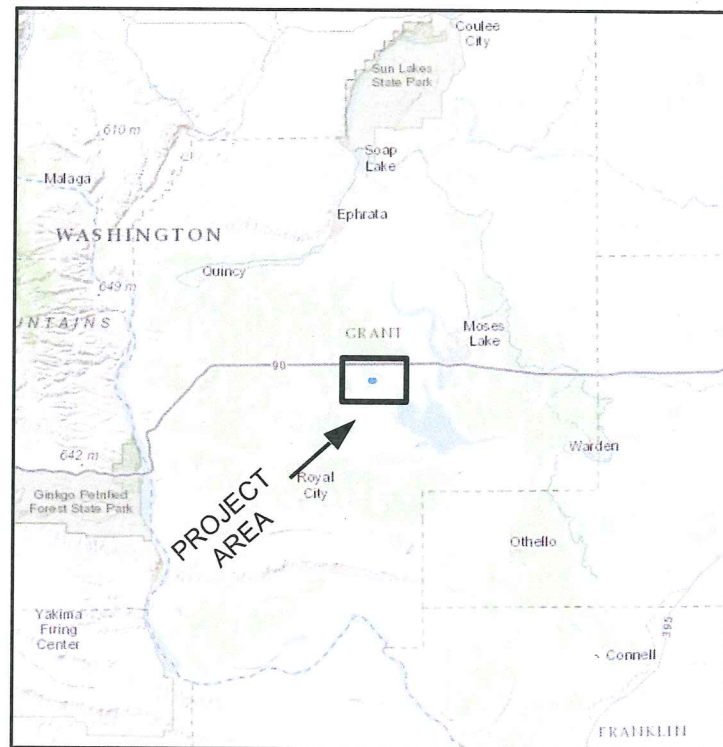 Coulee
City
Sun Lakes
State Park
610 m
Soap
Lake
Malaga
Ephrata
WASHINGTON
Quincy
649 m
UNTAINS
GRANT
Moses
Lake
90
642 m
Warden
Royal
City
Ginkgo Petrified
Forest State Park
PROJECT
AREA
Othello
Yakima
Firing
Center
395
Connell
FRANKLIN